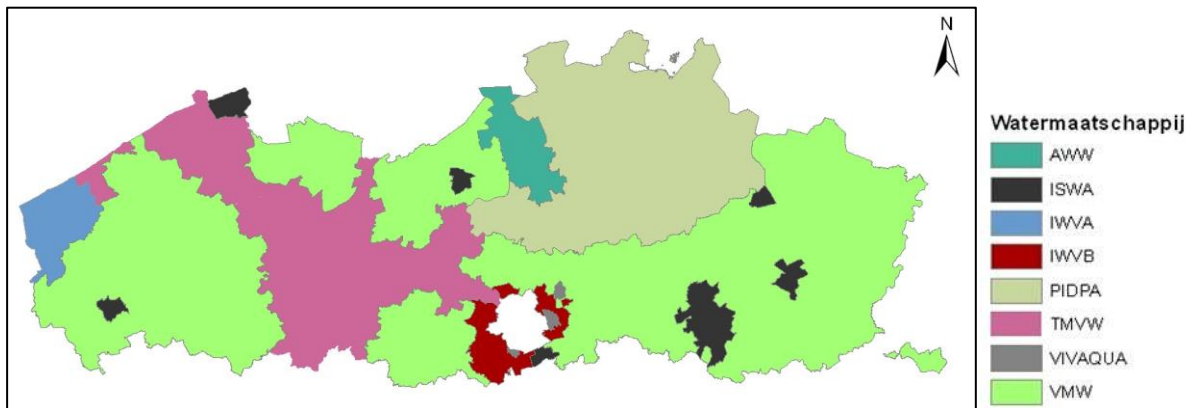 N
Watermaatschappij
AWW
ISWA
IWVA
IWVB
PIDPA
TMVW
VIVAQUA
VMW